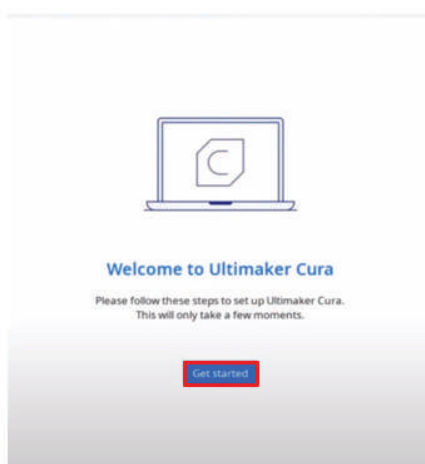 Welcome to Ultimaker Cura
Please follow these steps to set up Ultimaker Cura.
This will only take a few moments.
Get started